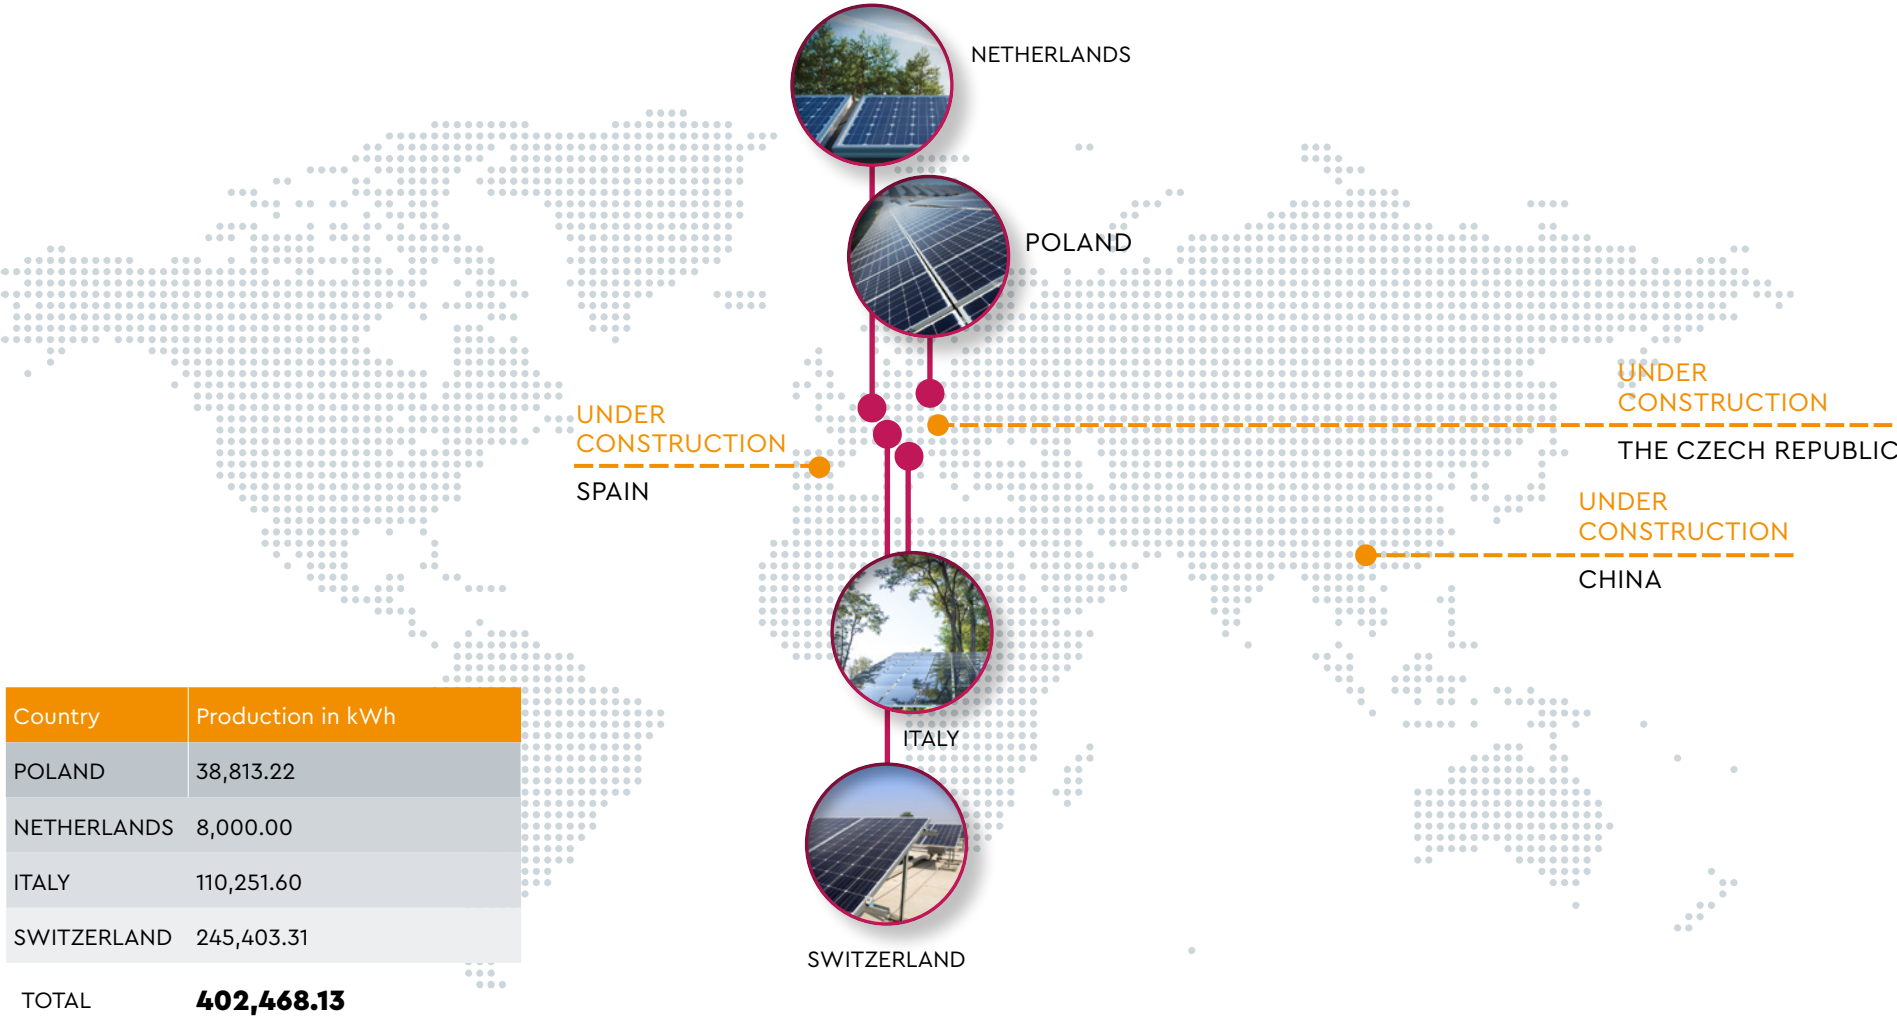 NETHERLANDS
POLAND
UNDER
CONSTRUCTION
SPAIN
UNDER
CONSTRUCTION
THE CZECH REPUBLIC
UNDER
CONSTRUCTION
CHINA
ITALY
SWITZERLAND
Country Production in kWh
POLAND 38,813.22
NETHERLANDS 8,000.00
ITALY 110,251.60
SWITZERLAND 245,403.31
TOTAL 402,468.13